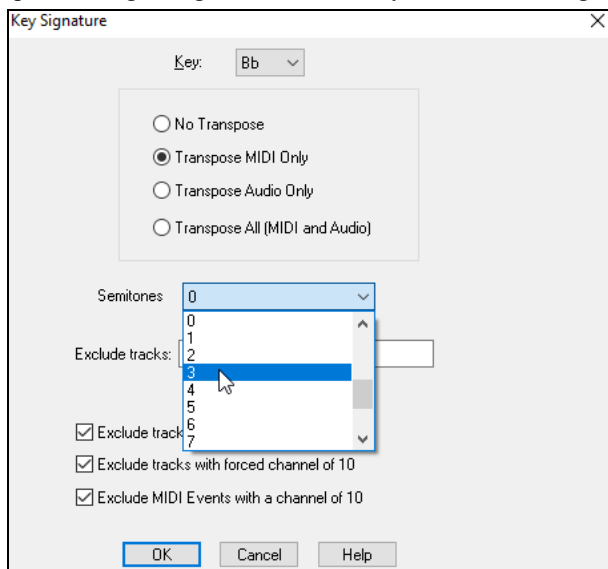 Key Signature
Key: Bb
No Transpose
Transpose MIDI Only
Transpose Audio Only
Transpose All (MIDI and Audio)
Semitones 0
0
1
Exclude tracks: 2
3
4
5
6
Exclude track
7
Exclude tracks with forced channel of 10
Exclude MIDI Events with a channel of 10
OK Cancel Help